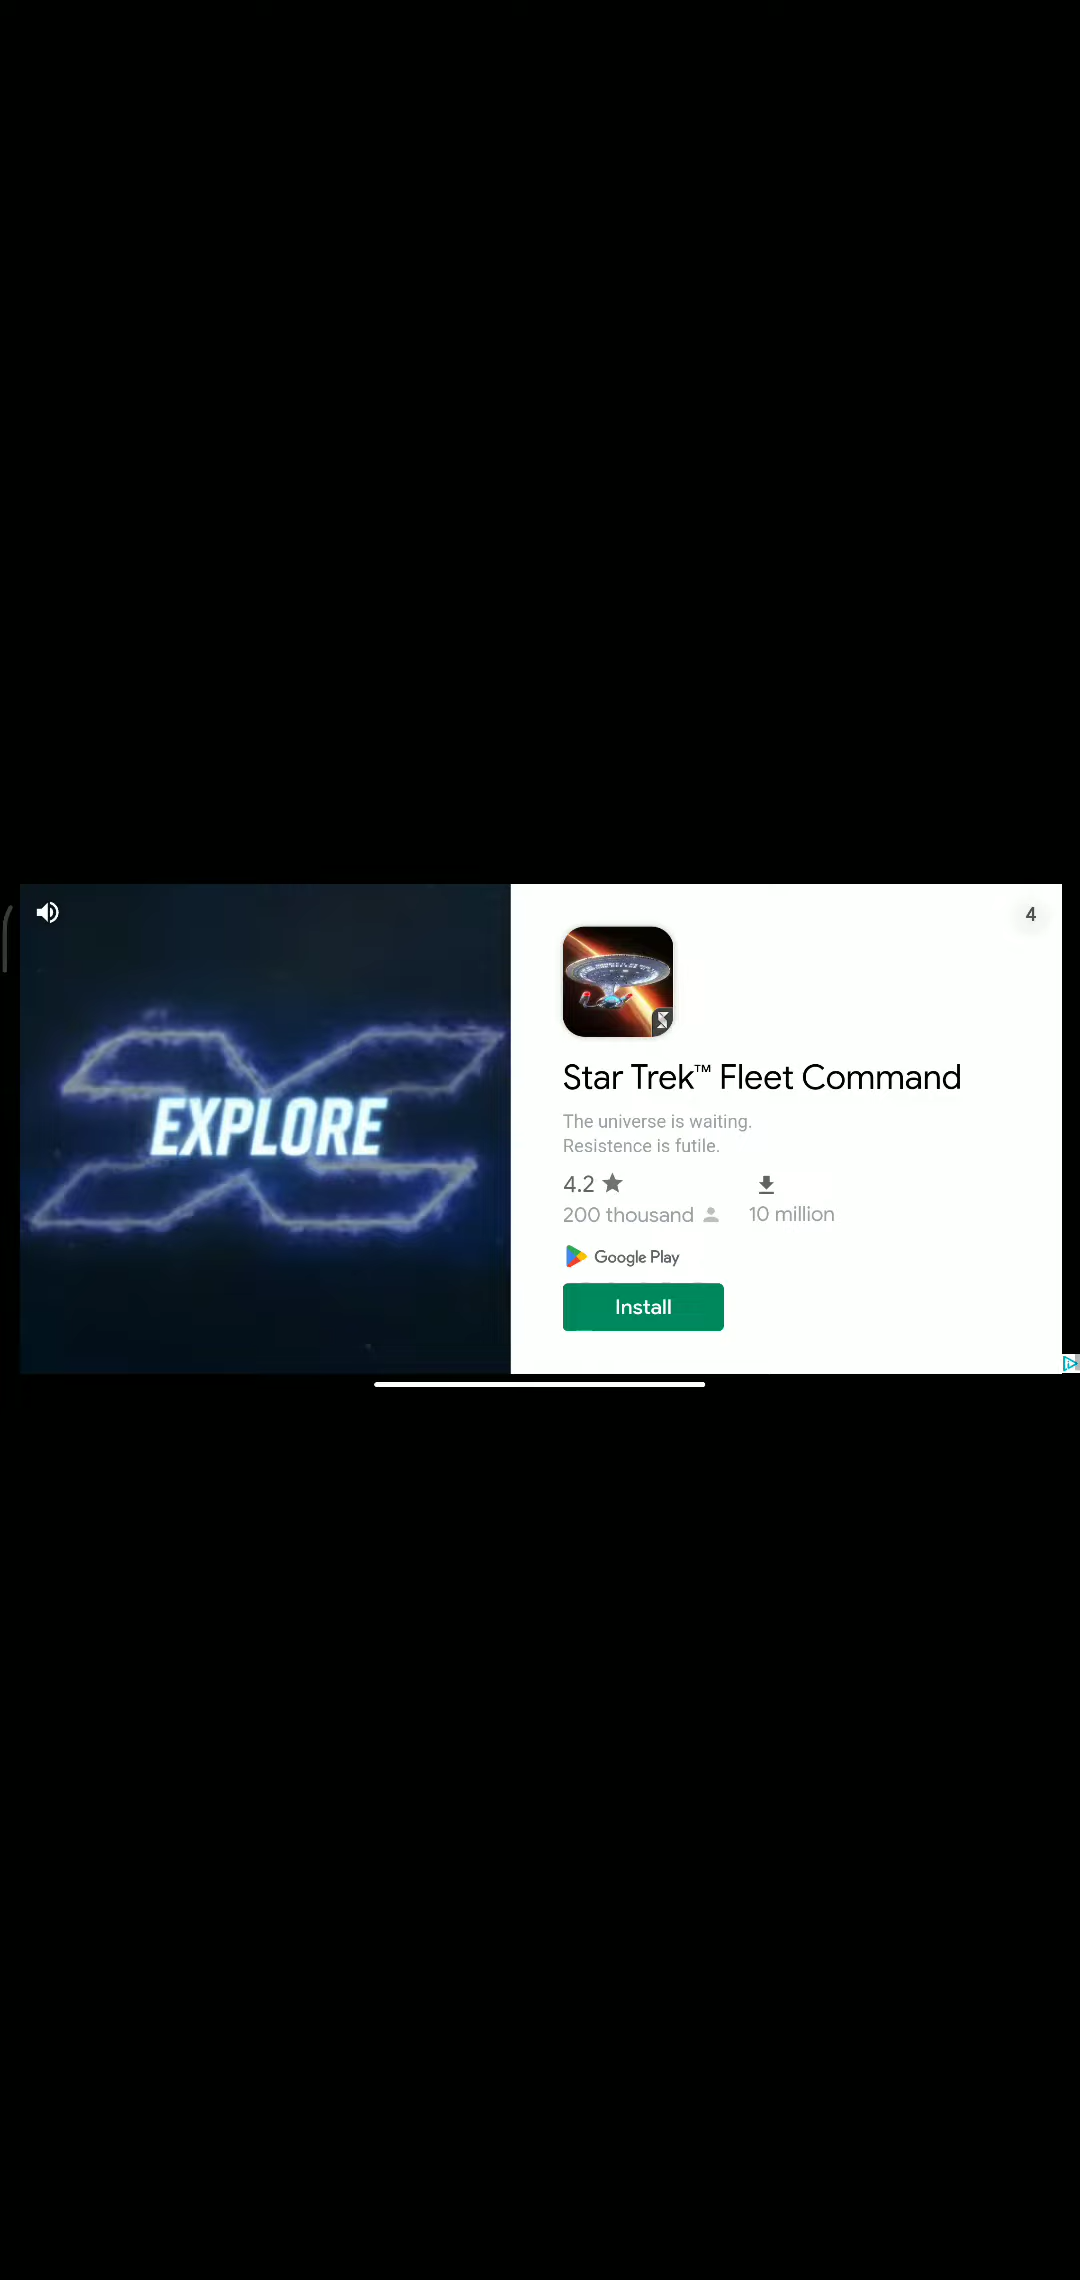 EXPLORE
4
Star Trek™ Fleet Command
The universe is waiting.
Resistence is futile.
4.2 ★
200 thousand
10 million
Google Play
Install